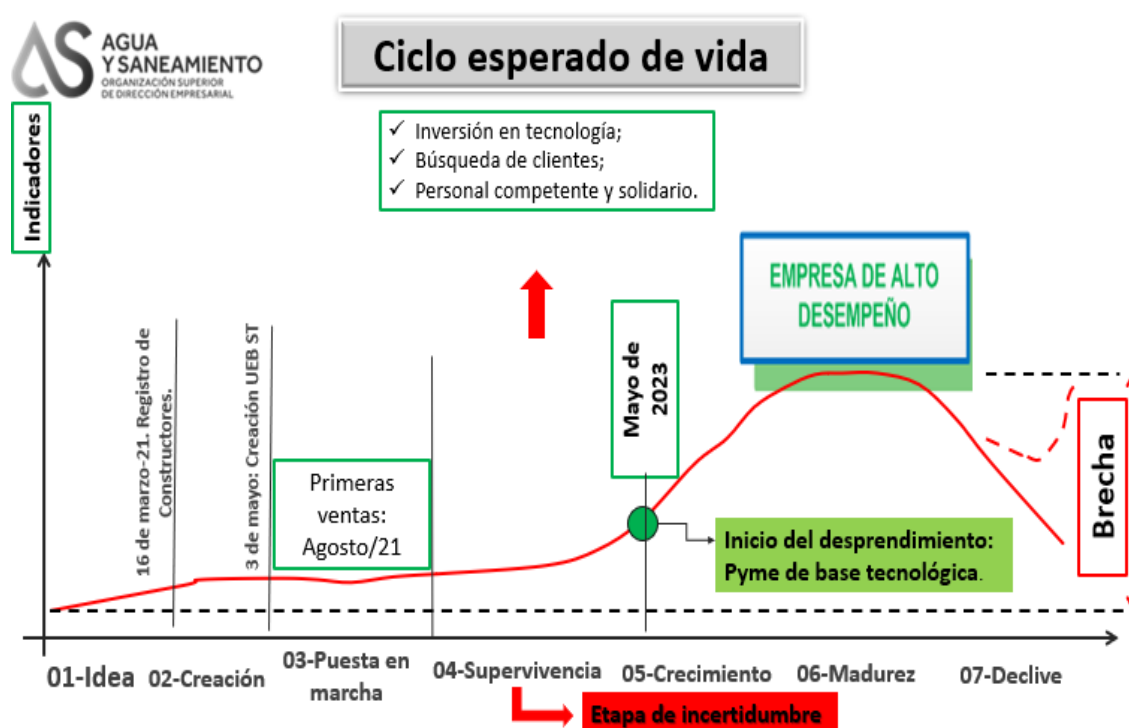 AS
AGUA
Y SANEAMIENTO
ORGANIZACIÓN SUPERIOR
DE DIRECCIÓN EMPRESARIAL
Ciclo esperado de vida
Indicadores
✓ Inversión en tecnología;
✓ Búsqueda de clientes;
✓ Personal competente y solidario.
EMPRESA DE ALTO
DESEMPEÑO
16 de marzo-21. Registro de
Constructores.
3 de mayo: Creación UEB ST
Primeras
ventas:
Agosto/21
Mayo de
2023
Inicio del desprendimiento:
Pyme de base tecnológica.
Brecha
01-Idea
02-Creación
03-Puesta en
marcha
04-Supervivencia
05-Crecimiento
06-Madurez
07-Declive
Etapa de incertidumbre